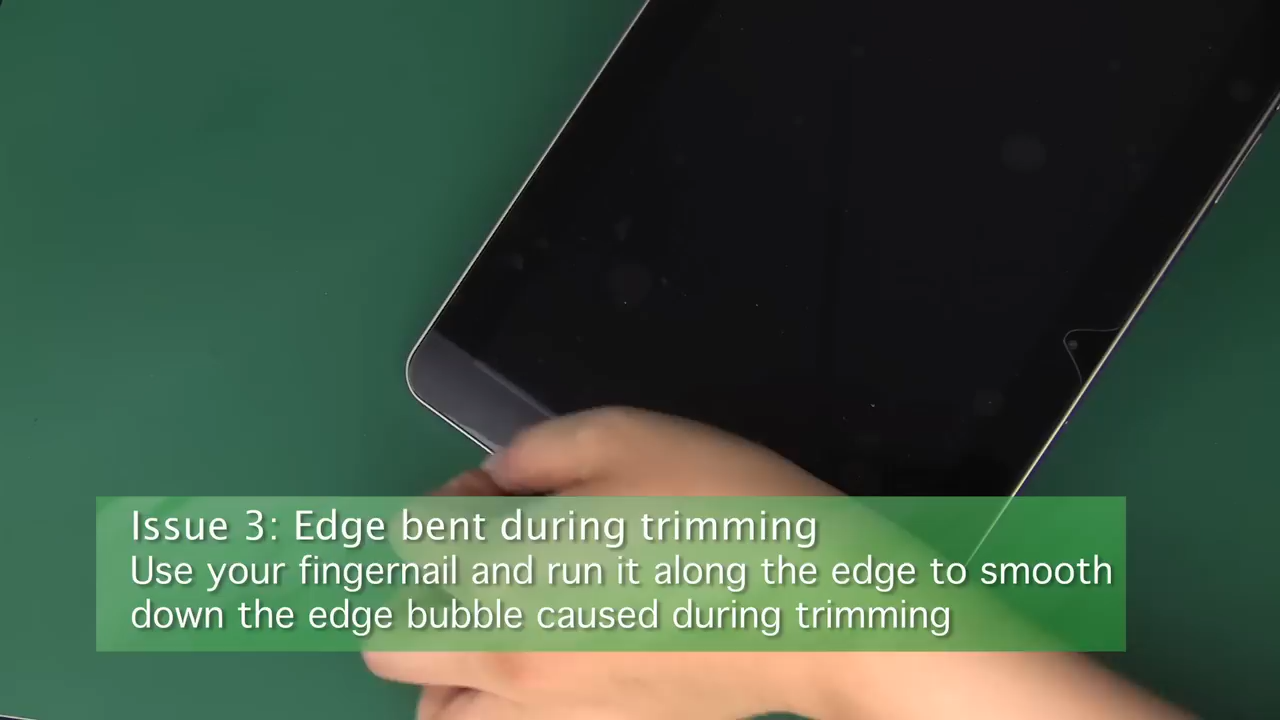 Issue 3: Edge bent during trimming
Use your fingernail and run it along the edge to smooth
down the edge bubble caused during trimming